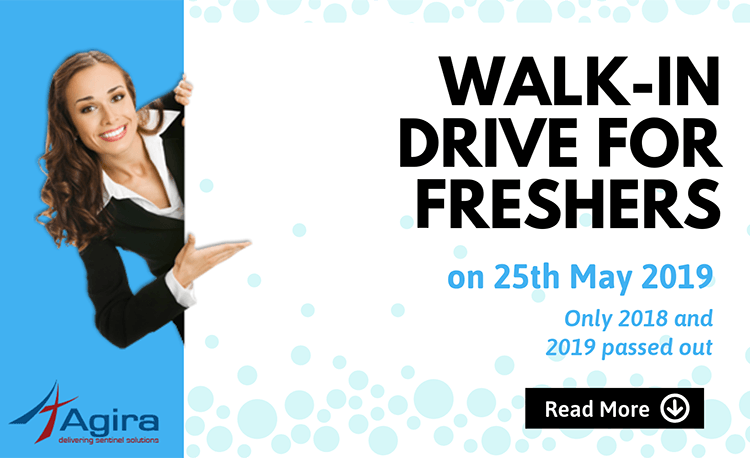 WALK-IN
DRIVE FOR
FRESHERS
on 25th May 2019
Only 2018 and
2019 passed out
Read More
Agira
delivering sentinel solutions